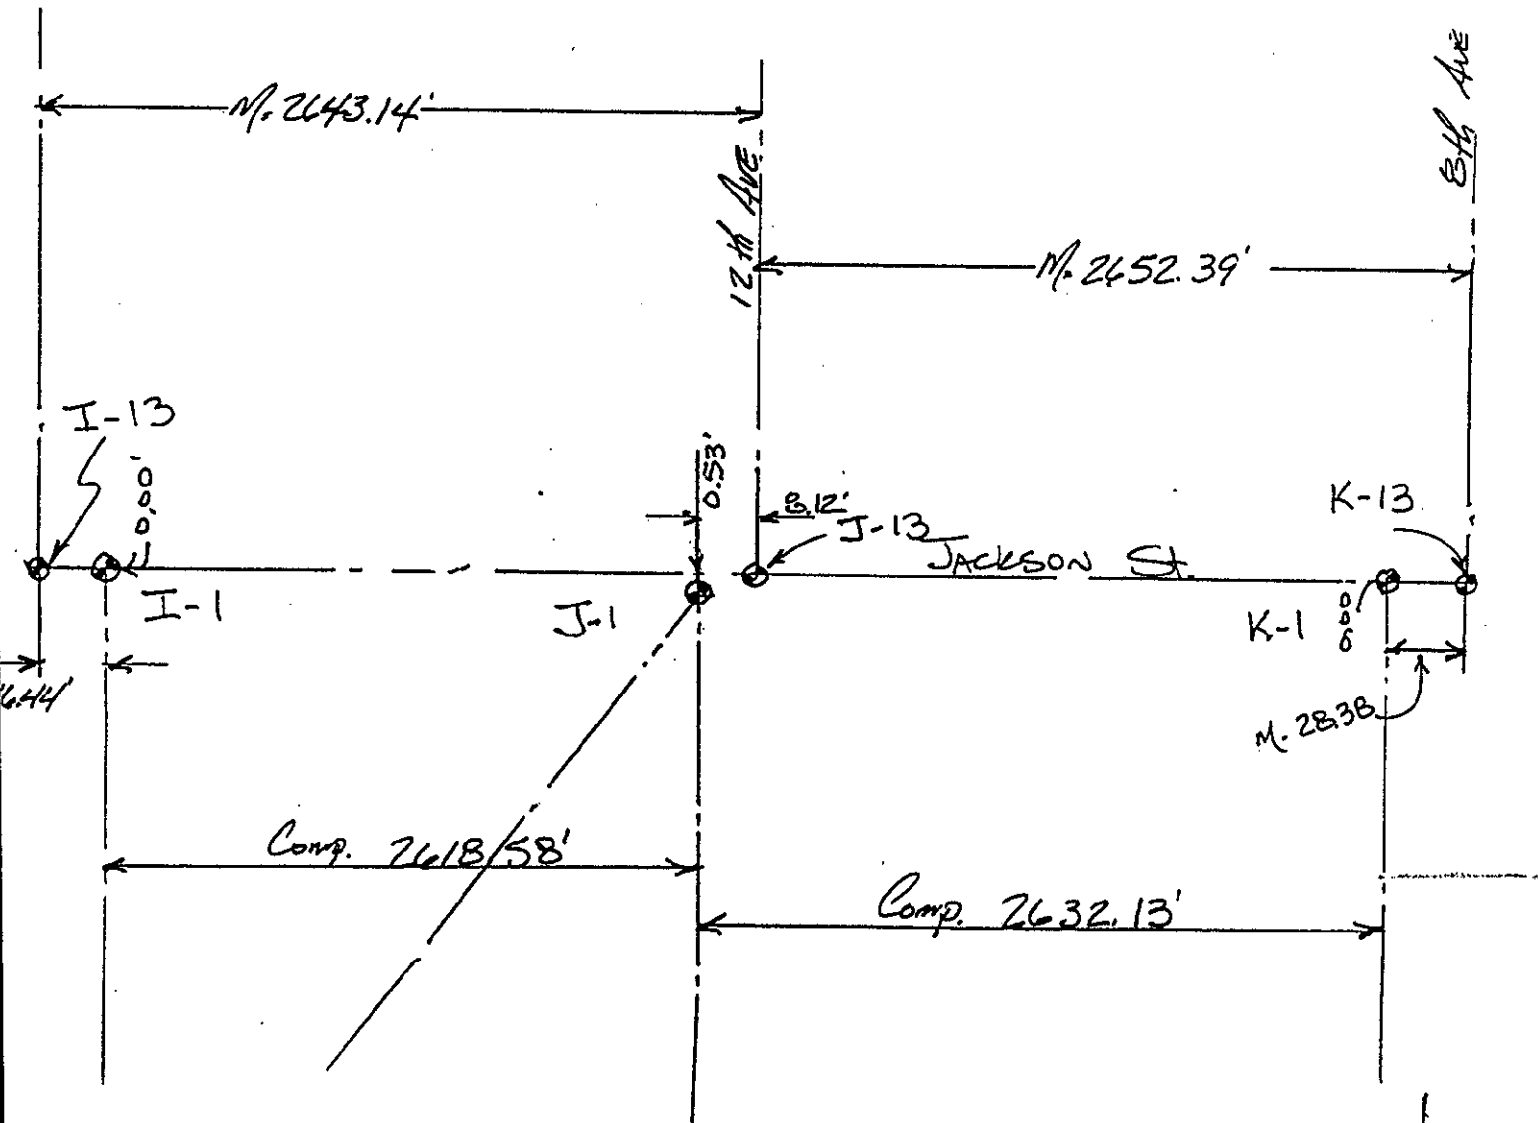 M. 2643.14'
8th Ave
12th Ave
M. 2652.39'
I-13
0.00'
0.53'
8.12'
J-13
K-13
Jackson St.
I-1
J-1
K-1
0.00
6.44'
M. 28.38
Comp. 2618.58'
Comp. 2632.13'